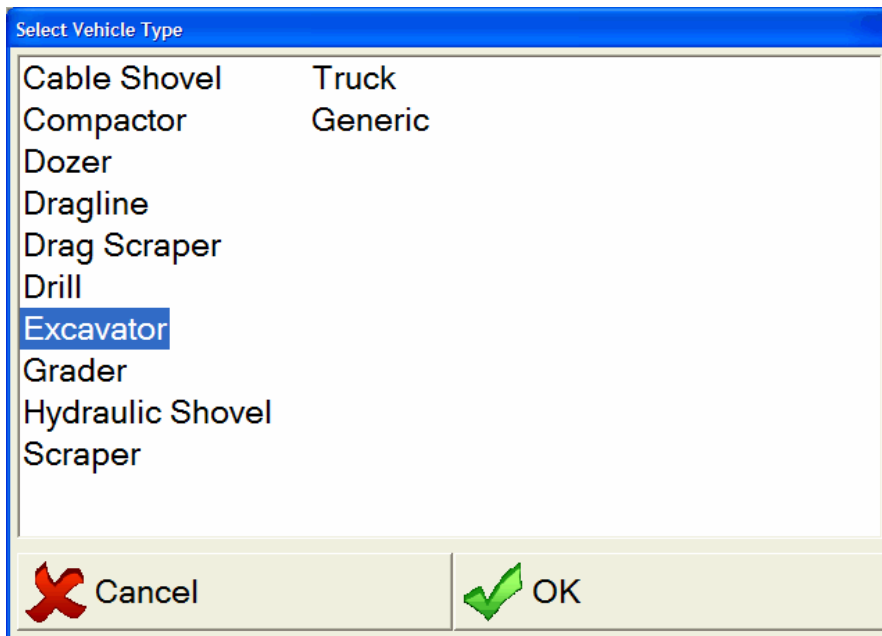 Select Vehicle Type
Cable Shovel
Compactor
Dozer
Dragline
Drag Scraper
Drill
Excavator
Grader
Hydraulic Shovel
Scraper
Truck
Generic
Cancel
OK